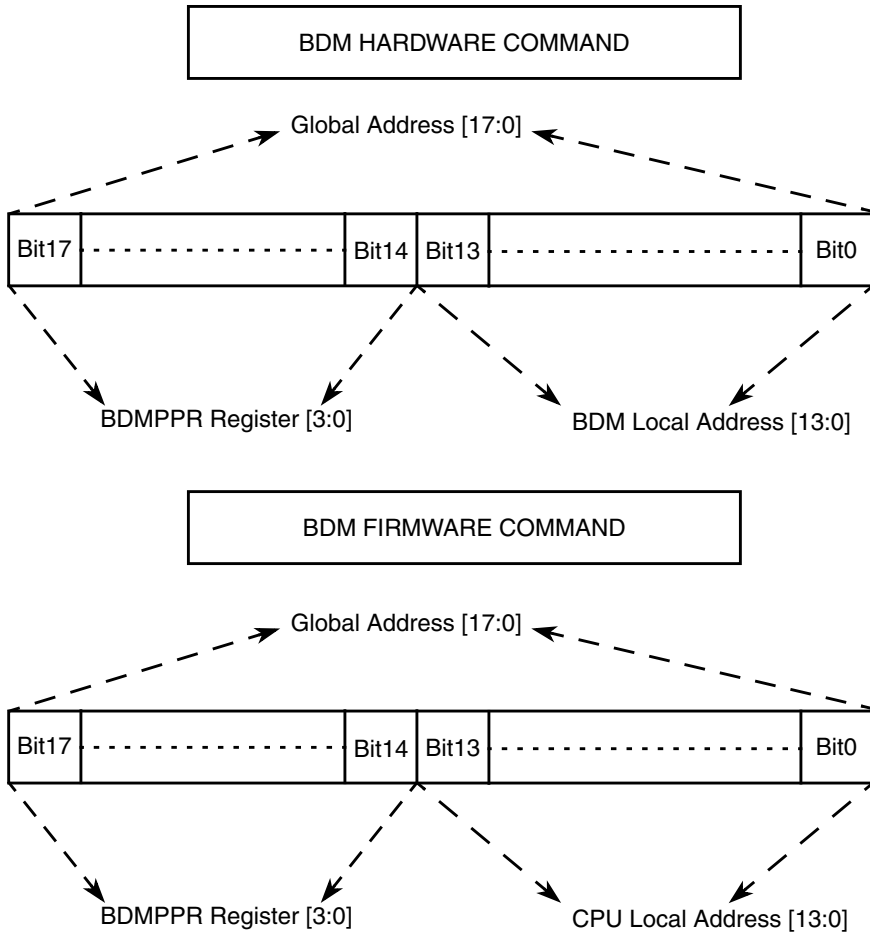 BDM HARDWARE COMMAND
Global Address [17:0]
Bit17 Bit14 Bit13 Bit0
BDMPPR Register [3:0]
BDM Local Address [13:0]
BDM FIRMWARE COMMAND
Global Address [17:0]
Bit17 Bit14 Bit13 Bit0
BDMPPR Register [3:0]
CPU Local Address [13:0]